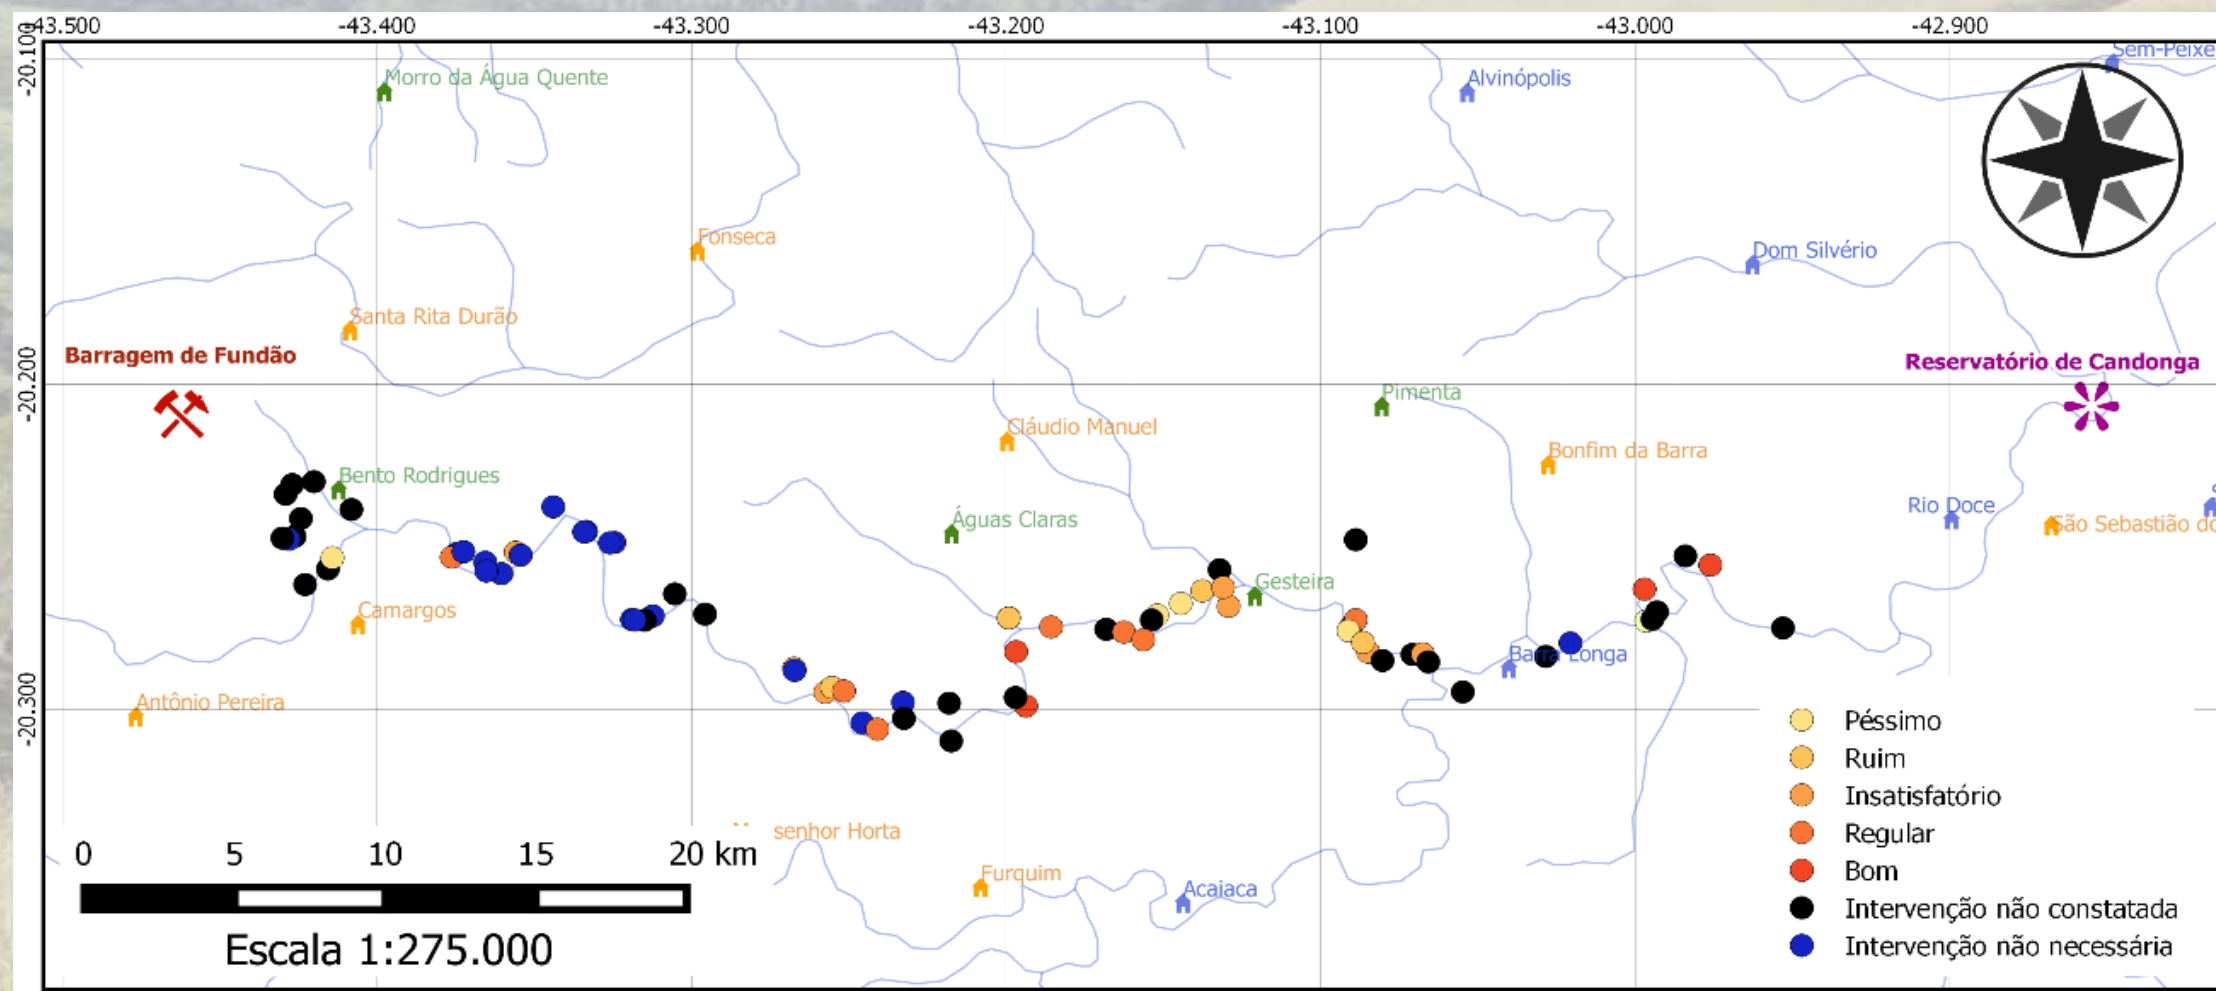 -43.500 -43.400 -43.300 -43.200 -43.100 -43.000 -42.900
-20.100
Sem-Peixe
Morro da Água Quente
Alvinópolis
Fonseca
Dom Silvério
Santa Rita Durão
Barragem de Fundão
Reservatório de Candonga
-20.200
Pimenta
Cláudio Manuel
Bonfim da Barra
Bento Rodrigues
Rio Doce
Águas Claras
São Sebastião do
Gesteira
Camargos
Barra Longa
-20.300
Antônio Pereira
Péssimo
Ruim
Insatisfatório
Regular
Bom
Intervenção não constatada
Intervenção não necessária
senhor Horta
Furquim
Acaiaca
0 5 10 15 20 km
Escala 1:275.000